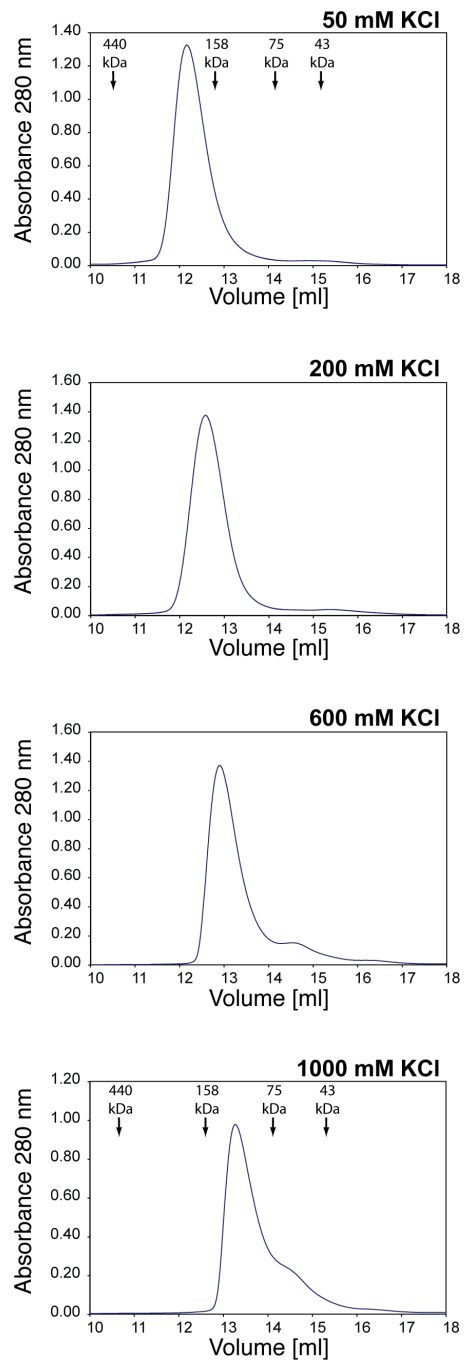 50 mM KCl
1.40
1.20
1.00
0.80
0.60
0.40
0.20
0.00
Absorbance 280 nm
440 158 75 43
kDa kDa kDa kDa
10 11 12 13 14 15 16 17 18
Volume [ml]
200 mM KCl
1.60
1.40
1.20
1.00
0.80
0.60
0.40
0.20
0.00
Absorbance 280 nm
10 11 12 13 14 15 16 17 18
Volume [ml]
600 mM KCl
1.60
1.40
1.20
1.00
0.80
0.60
0.40
0.20
0.00
Absorbance 280 nm
10 11 12 13 14 15 16 17 18
Volume [ml]
1000 mM KCl
1.20
1.00
0.80
0.60
0.40
0.20
0.00
Absorbance 280 nm
440 158 75 43
kDa kDa kDa kDa
10 11 12 13 14 15 16 17 18
Volume [ml]